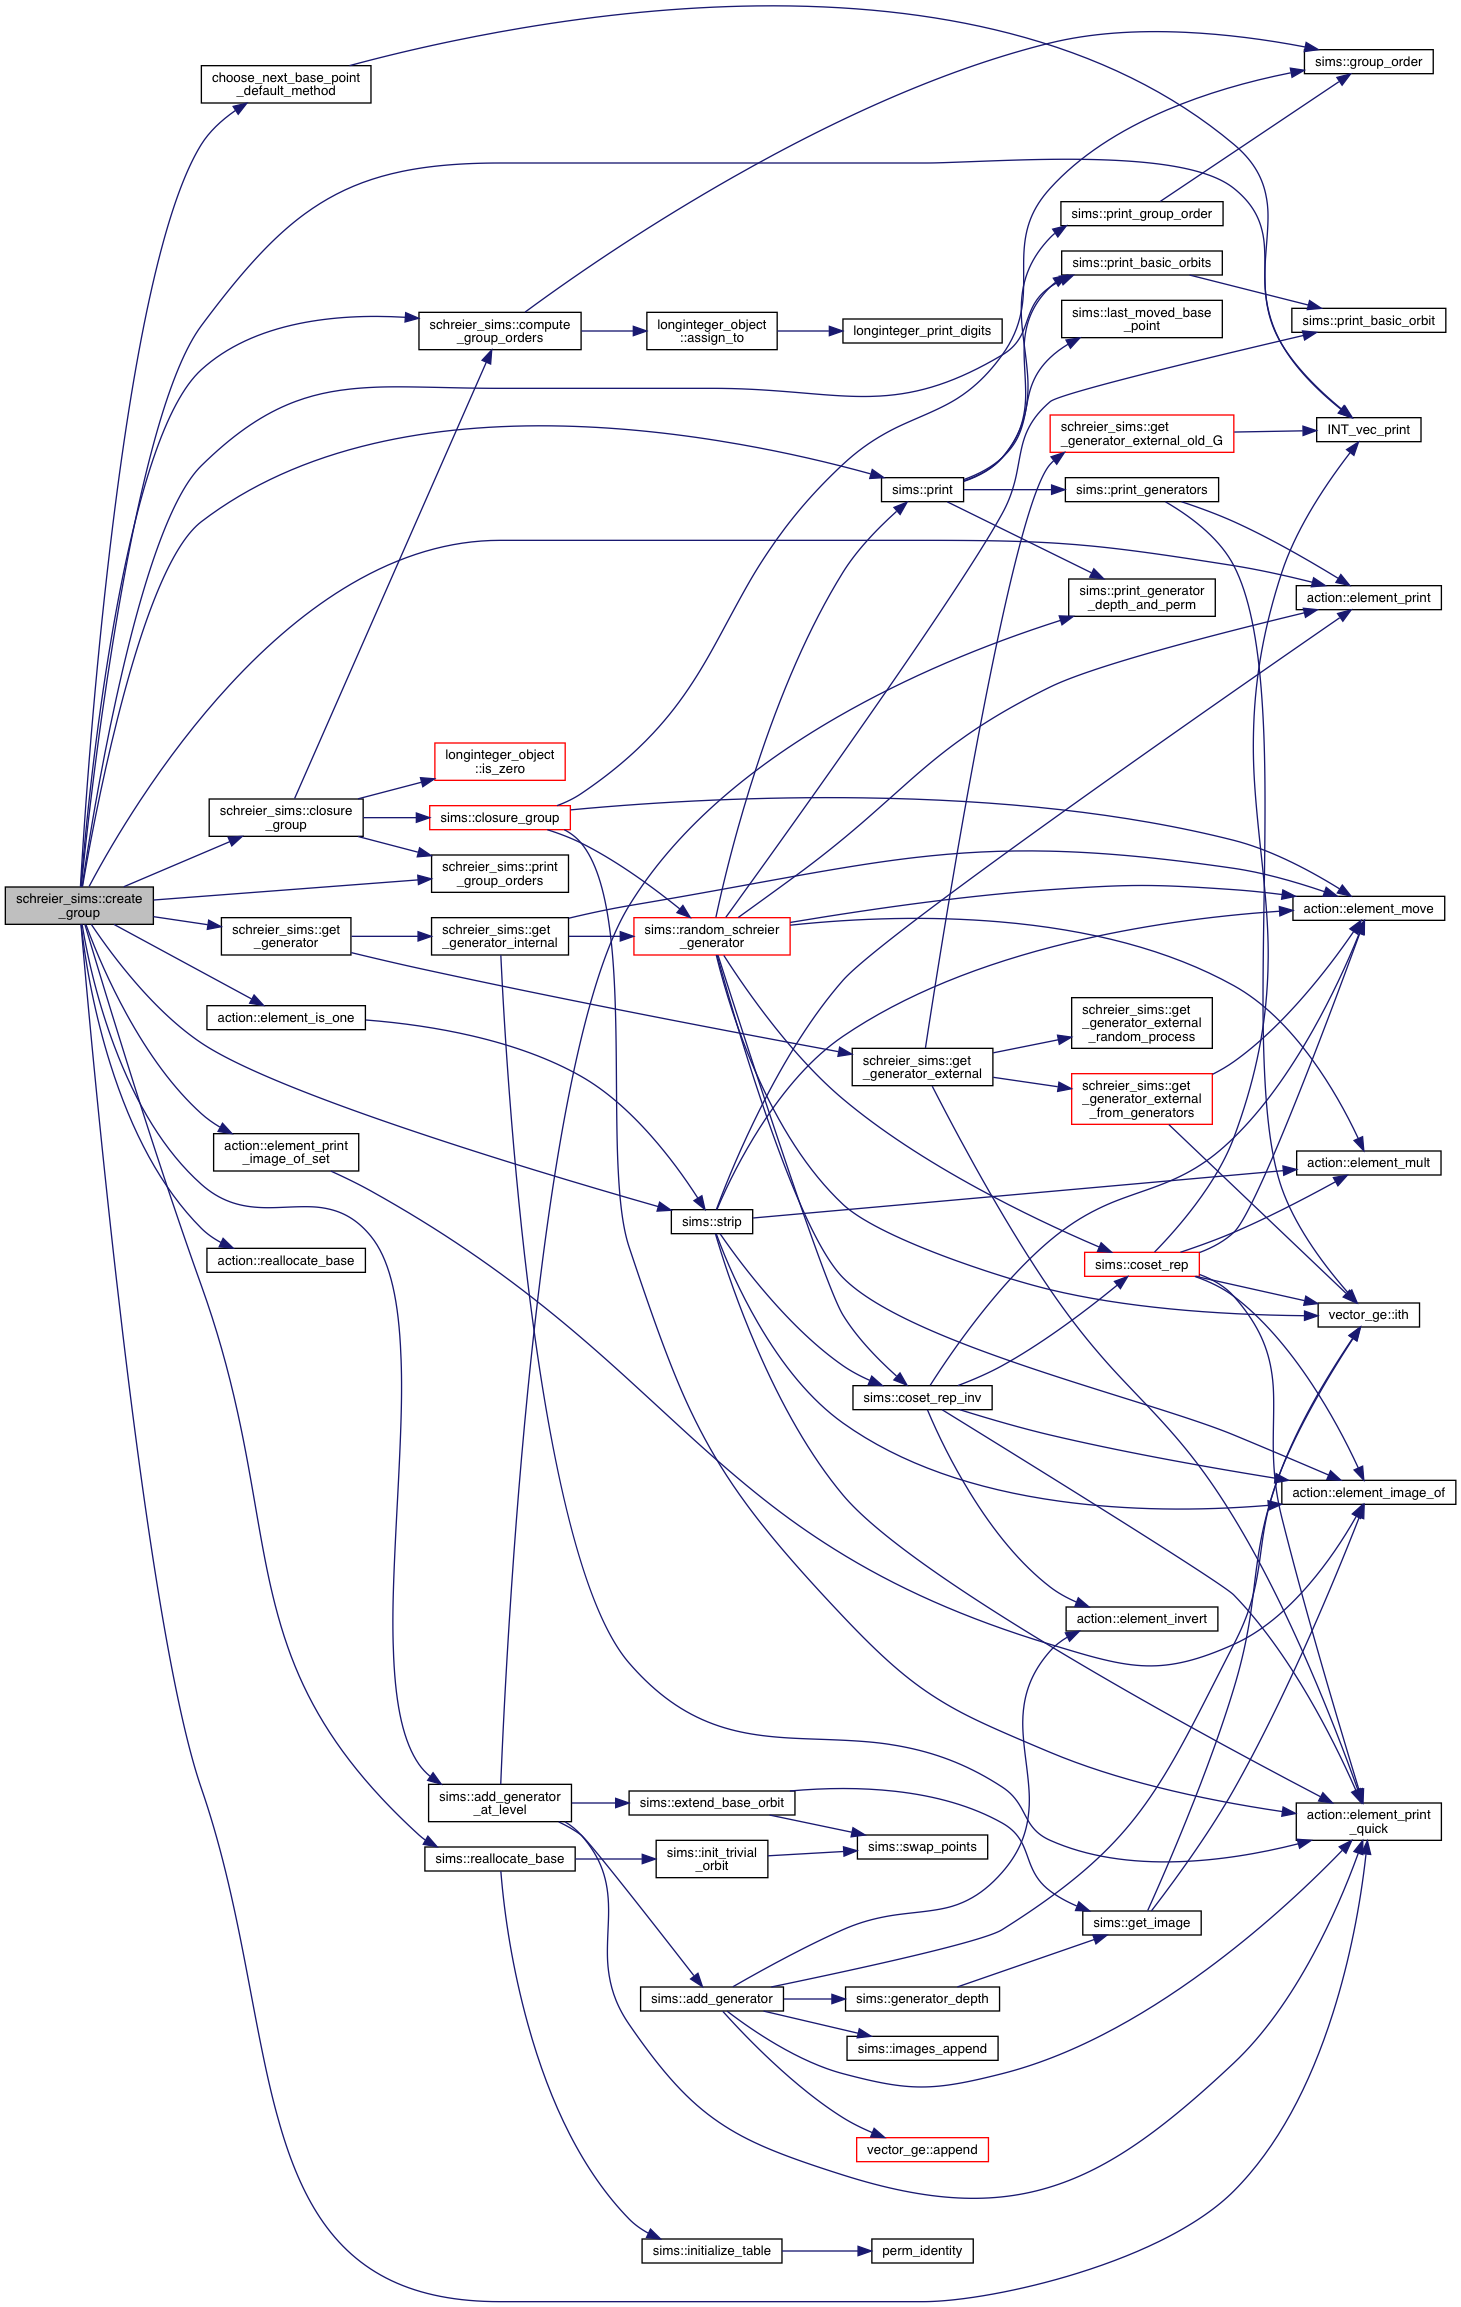 choose_next_base_point
_default_method
sims::group_order
sims::print_group_order
sims::print_basic_orbits
sims::last_moved_base
_point
sims::print_basic_orbit
schreier_sims::compute
_group_orders
longinteger_object
::assign_to
longinteger_print_digits
schreier_sims::get
_generator_external_old_G
INT_vec_print
sims::print
sims::print_generators
sims::print_generator
_depth_and_perm
action::element_print
longinteger_object
::is_zero
schreier_sims::closure
_group
sims::closure_group
schreier_sims::print
_group_orders
schreier_sims::create
_group
schreier_sims::get
_generator
schreier_sims::get
_generator_internal
sims::random_schreier
_generator
action::element_move
action::element_is_one
schreier_sims::get
_generator_external
schreier_sims::get
_generator_external
_random_process
schreier_sims::get
_generator_external
_from_generators
action::element_print
_image_of_set
action::element_mult
sims::strip
action::reallocate_base
sims::coset_rep
vector_ge::ith
sims::coset_rep_inv
action::element_image_of
action::element_invert
sims::add_generator
_at_level
sims::extend_base_orbit
action::element_print
_quick
sims::reallocate_base
sims::init_trivial
_orbit
sims::swap_points
sims::get_image
sims::add_generator
sims::generator_depth
sims::images_append
vector_ge::append
sims::initialize_table
perm_identity